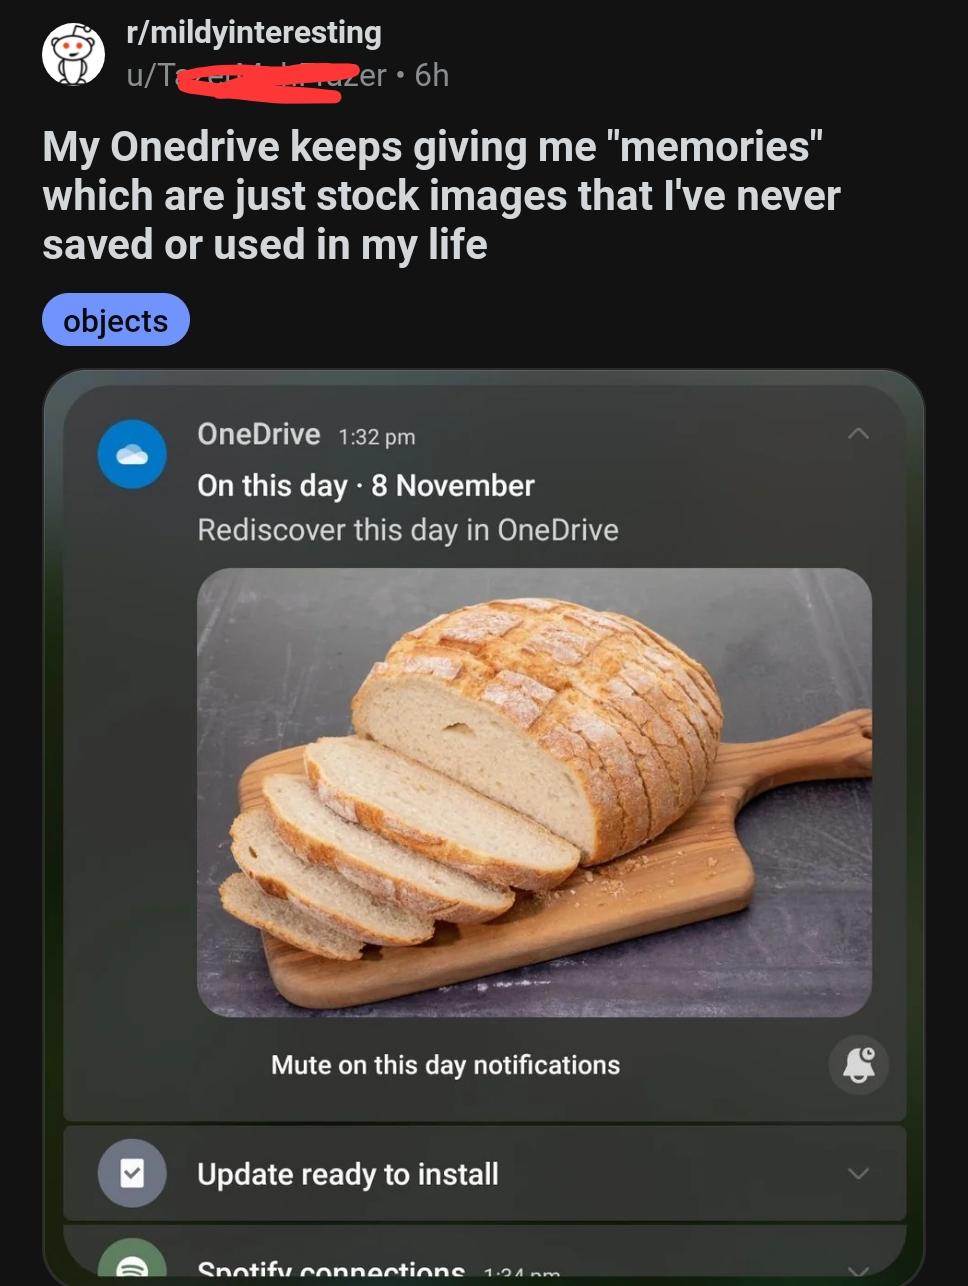 r/mildyinteresting
• 6h
My Onedrive keeps giving me "memories"
which are just stock images that I've never
saved or used in my life
objects
OneDrive 1:32 pm
On this day · 8 November
Rediscover this day in OneDrive
Mute on this day notifications
Update ready to install
Spotify connections 1:34 pm